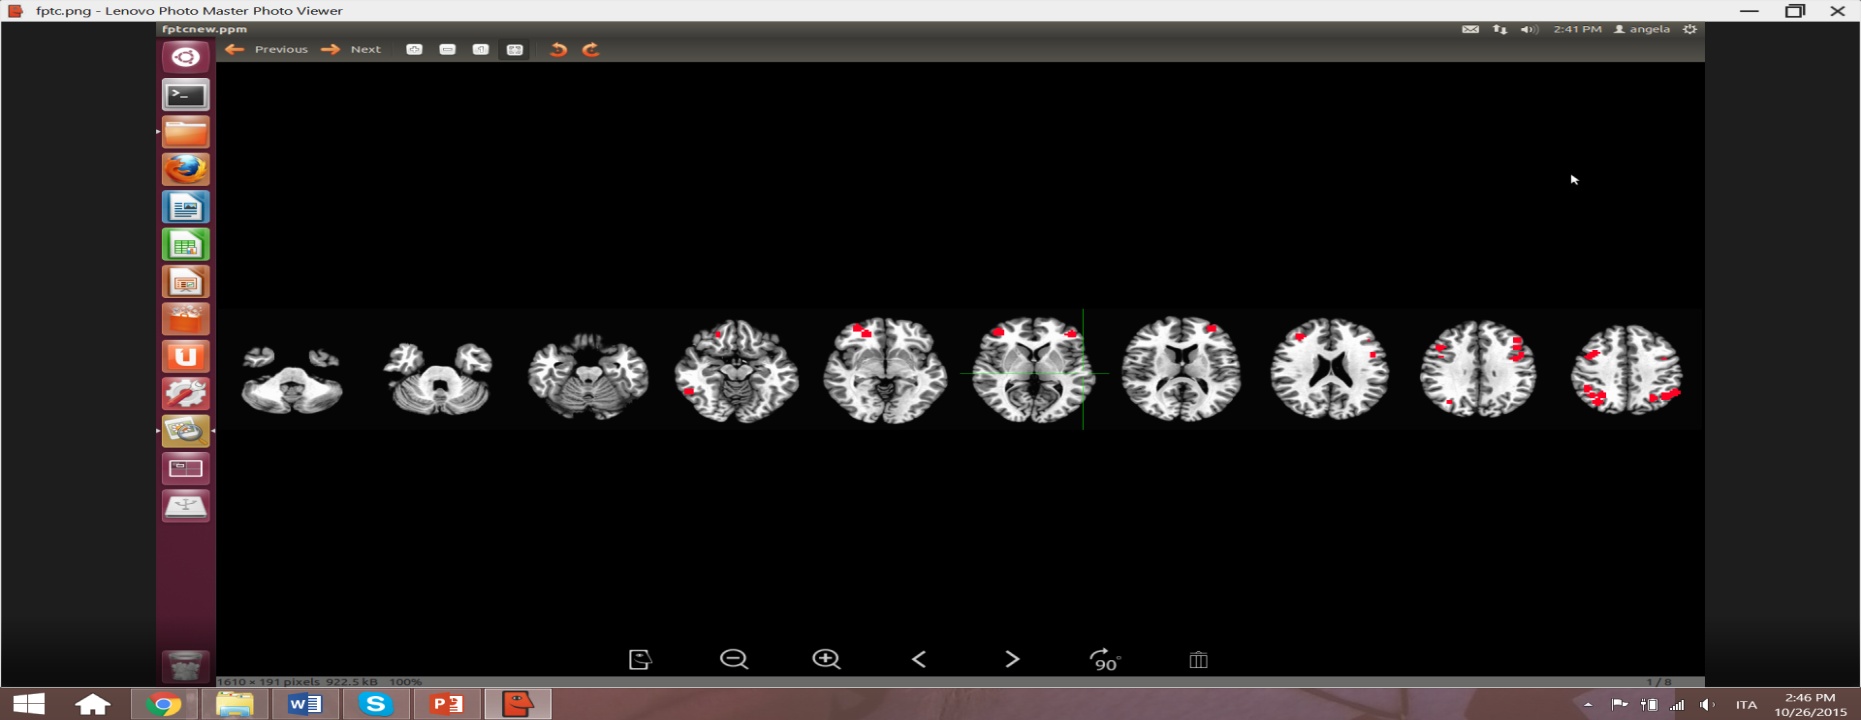 fptc.png - Lenovo Photo Master Photo Viewer
fptcnew.ppm
2:41 PM angela
Previous Next
90°
1610 × 191 pixels 922.5 kB 100%
1 / 8
ITA
2:46 PM
10/26/2015